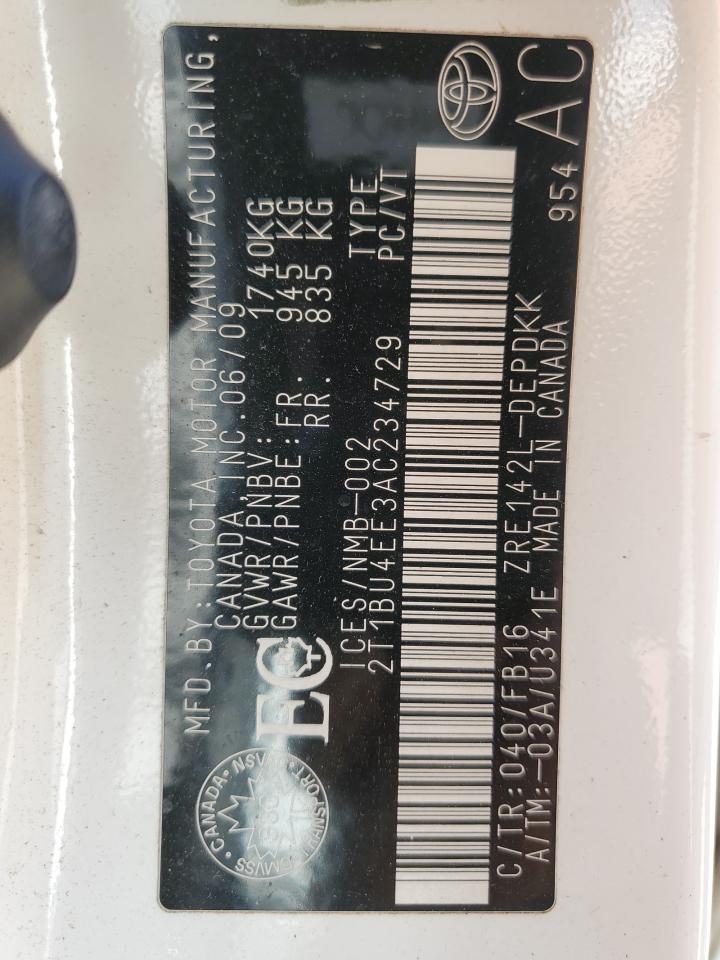 MFD.BY:TOYOTA MOTOR MANUFACTURING,
CANADA INC.06/09
GVWR/PNBV: 1740KG
GAWR/PNBE:FR. 945 KG
RR. 835 KG
EC
CANADA
ICES/NMB-002 TYPE
2T1BU4EE3AC234729 PC/VT
C/TR:040/FB16 ZRE142L-DEPDKK
A/TM:-03A/U341E MADE IN CANADA
954 AC